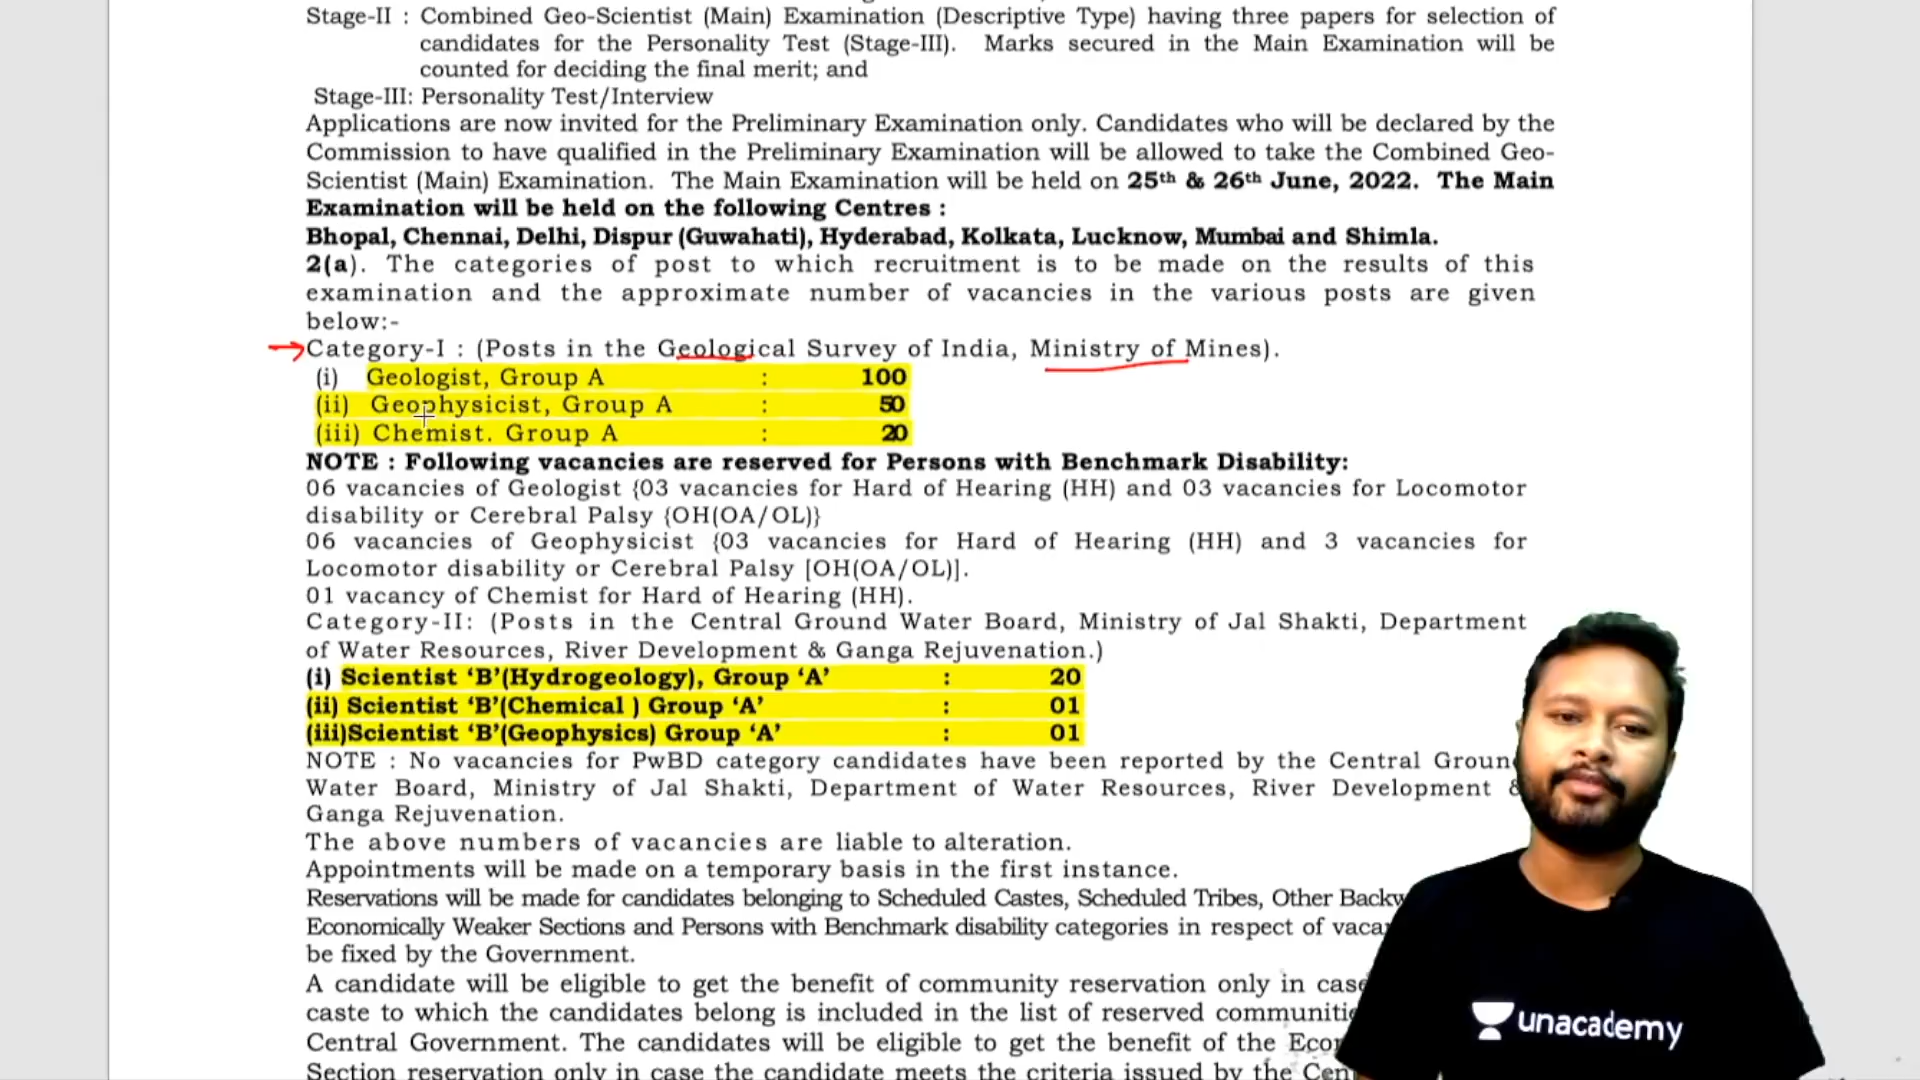 Stage-II : Combined Geo-Scientist (Main) Examination (Descriptive Type) having three papers for selection of
candidates for the Personality Test (Stage-III). Marks secured in the Main Examination will be
counted for deciding the final merit; and
Stage-III: Personality Test/Interview
Applications are now invited for the Preliminary Examination only. Candidates who will be declared by the
Commission to have qualified in the Preliminary Examination will be allowed to take the Combined Geo-
Scientist (Main) Examination. The Main Examination will be held on 25th & 26th June, 2022. The Main
Examination will be held on the following Centres :
Bhopal, Chennai, Delhi, Dispur (Guwahati), Hyderabad, Kolkata, Lucknow, Mumbai and Shimla.
2(a). The categories of post to which recruitment is to be made on the results of this
examination and the approximate number of vacancies in the various posts are given
below:-
Category-I : (Posts in the Geological Survey of India, Ministry of Mines).
(i) Geologist, Group A : 100
(ii) Geophysicist, Group A : 50
(iii) Chemist. Group A : 20
NOTE : Following vacancies are reserved for Persons with Benchmark Disability:
06 vacancies of Geologist {03 vacancies for Hard of Hearing (HH) and 03 vacancies for Locomotor
disability or Cerebral Palsy {OH(OA/OL)}
06 vacancies of Geophysicist {03 vacancies for Hard of Hearing (HH) and 3 vacancies for
Locomotor disability or Cerebral Palsy [OH(OA/OL)].
01 vacancy of Chemist for Hard of Hearing (HH).
Category-II: (Posts in the Central Ground Water Board, Ministry of Jal Shakti, Department
of Water Resources, River Development & Ganga Rejuvenation.)
(i) Scientist ‘B’(Hydrogeology), Group ‘A’ : 20
(ii) Scientist ‘B’(Chemical ) Group ‘A’ : 01
(iii)Scientist ‘B’(Geophysics) Group ‘A’ : 01
NOTE : No vacancies for PwBD category candidates have been reported by the Central
Water Board, Ministry of Jal Shakti, Department of Water Resources, River Development &
Ganga Rejuvenation.
The above numbers of vacancies are liable to alteration.
Appointments will be made on a temporary basis in the first instance.
Reservations will be made for candidates belonging to Scheduled Castes, Scheduled Tribes, Other
Economically Weaker Sections and Persons with Benchmark disability categories in respect of
be fixed by the Government.
A candidate will be eligible to get the benefit of community reservation only in case
caste to which the candidates belong is included in the list of reserved
Central Government. The candidates will be eligible to get the benefit of the
Section reservation only in case the candidate meets the criteria issued by the
unacademy